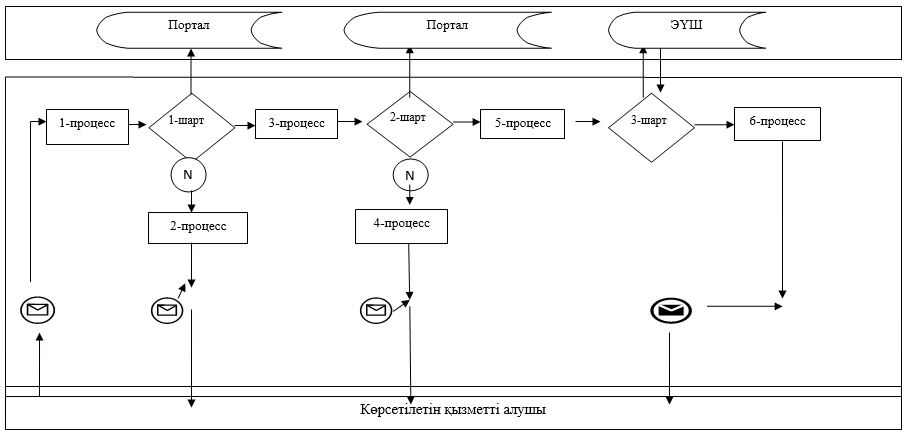 Портал
Портал
ЭҮШ
1-процесс
1-шарт
3-процесс
2-шарт
5-процесс
3-шарт
6-процесс
N
N
2-процесс
4-процесс
Көрсетілетін қызметті алушы